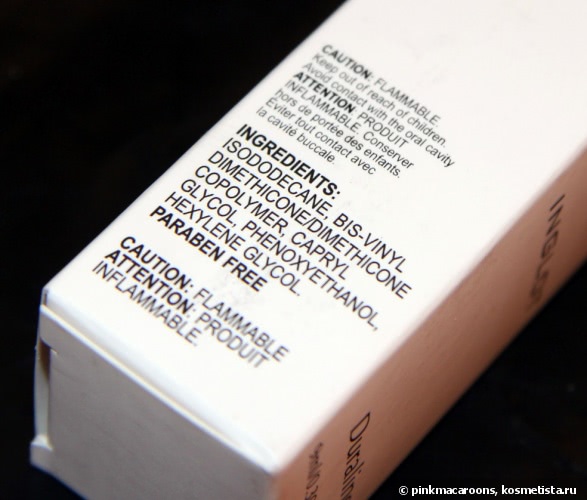 CAUTION: FLAMMABLE.
Keep out of reach of children.
Avoid contact with the oral cavity
ATTENTION: PRODUIT
INFLAMMABLE. Conserver
hors de portée des enfants.
Éviter tout contact avec
la cavité buccale.
INGREDIENTS:
ISODODECANE, BIS-VINYL
DIMETHICONE/DIMETHICONE
COPOLYMER, CAPRYL
GLYCOL, PHENOXYETHANOL,
HEXYLENE GLYCOL.
PARABEN FREE
CAUTION: FLAMMABLE
ATTENTION: PRODUIT
INFLAMMABLE.
© pinkmacaroons, kosmetista.ru